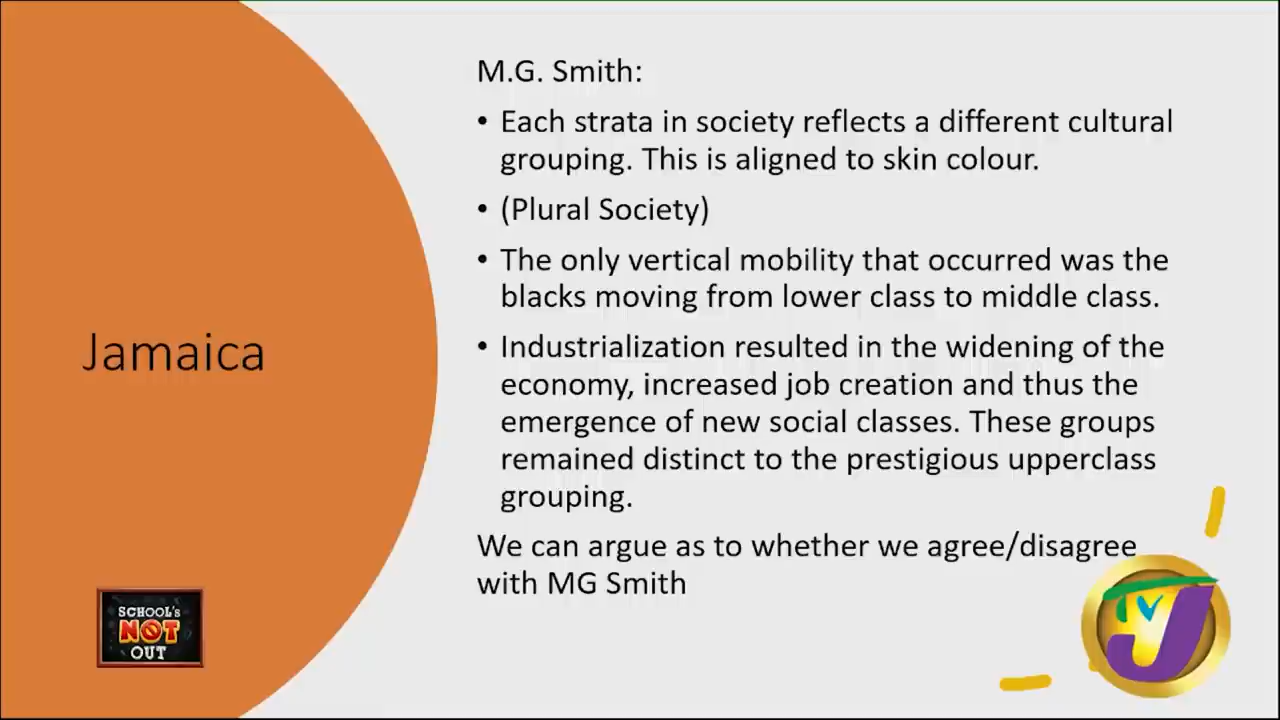 M.G. Smith:
• Each strata in society reflects a different cultural
grouping. This is aligned to skin colour.
• (Plural Society)
• The only vertical mobility that occurred was the
blacks moving from lower class to middle class.
• Industrialization resulted in the widening of the
economy, increased job creation and thus the
emergence of new social classes. These groups
remained distinct to the prestigious upperclass
grouping.
We can argue as to whether we agree/disagree
with MG Smith
Jamaica
SCHOOL'S
NOT
OUT
TVJ